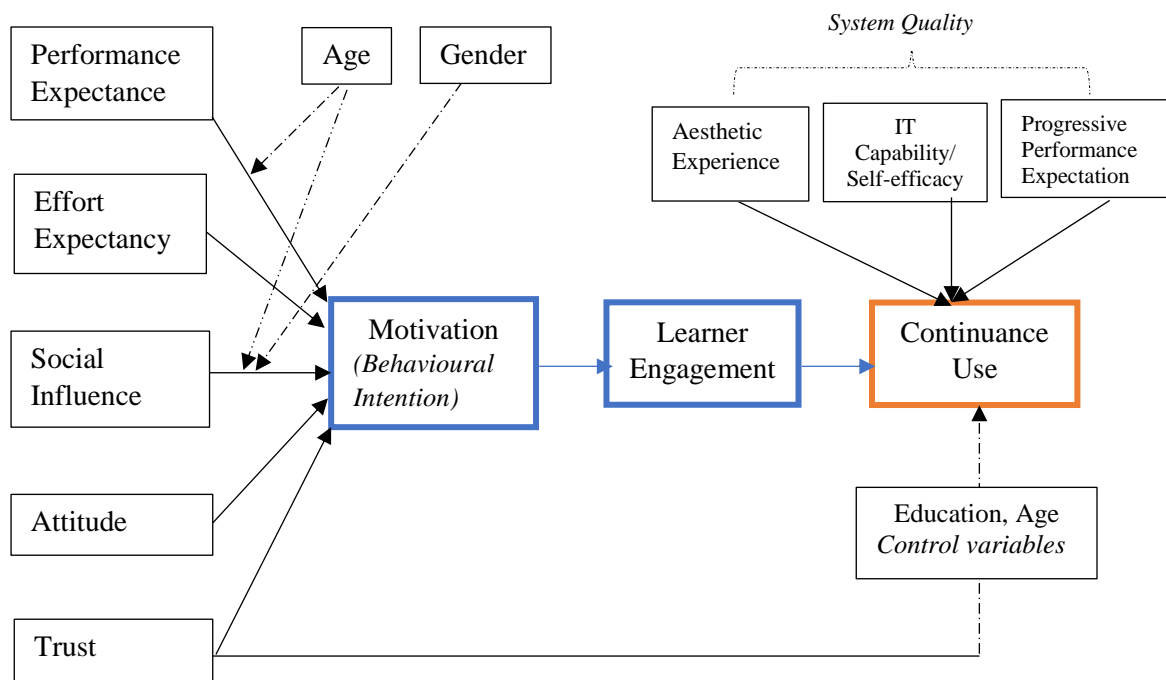 System Quality
Performance
Expectance
Age
Gender
Aesthetic
Experience
IT
Capability/
Self-efficacy
Progressive
Performance
Expectation
Effort
Expectancy
Social
Influence
Motivation
(Behavioural
Intention)
Learner
Engagement
Continuance
Use
Attitude
Education, Age
Control variables
Trust